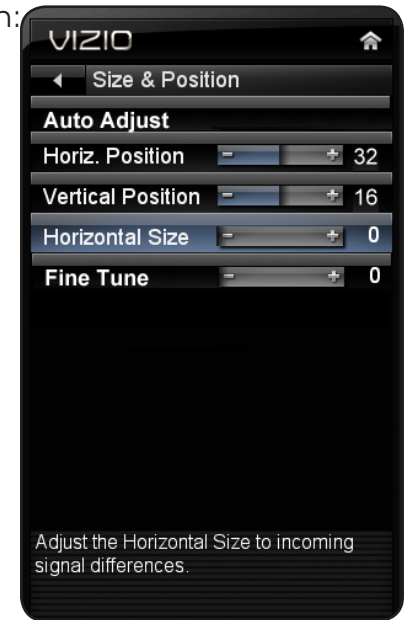 n:
VIZIO
Size & Position
Auto Adjust
Horiz. Position - + 32
Vertical Position - + 16
Horizontal Size - + 0
Fine Tune - + 0
Adjust the Horizontal Size to incoming
signal differences.